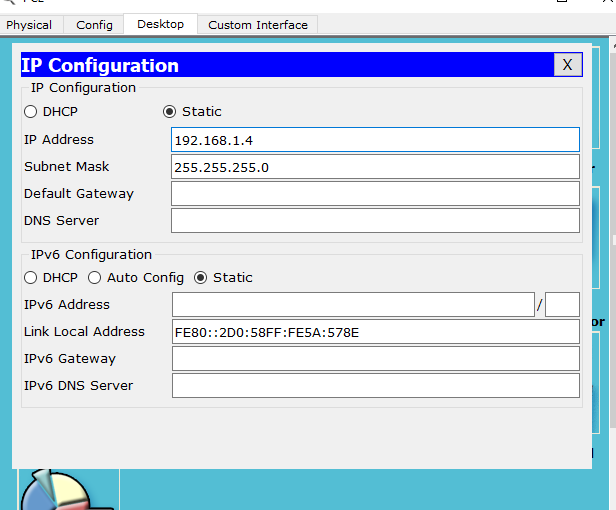 Physical Config Desktop Custom Interface
IP Configuration X
IP Configuration
DHCP Static
IP Address 192.168.1.4
Subnet Mask 255.255.255.0
Default Gateway
DNS Server
IPv6 Configuration
DHCP Auto Config Static
IPv6 Address /
Link Local Address FE80::2D0:58FF:FE5A:578E
IPv6 Gateway
IPv6 DNS Server